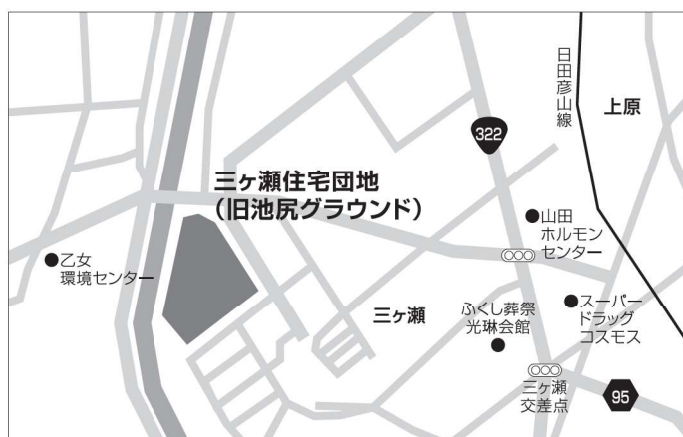 日田彦山線
上原
322
三ヶ瀬住宅団地
（旧池尻グラウンド）
山田
ホルモン
センター
乙女
環境センター
三ヶ瀬
ふくし葬祭
光琳会館
スーパー
ドラッグ
コスモス
三ヶ瀬
交差点
95